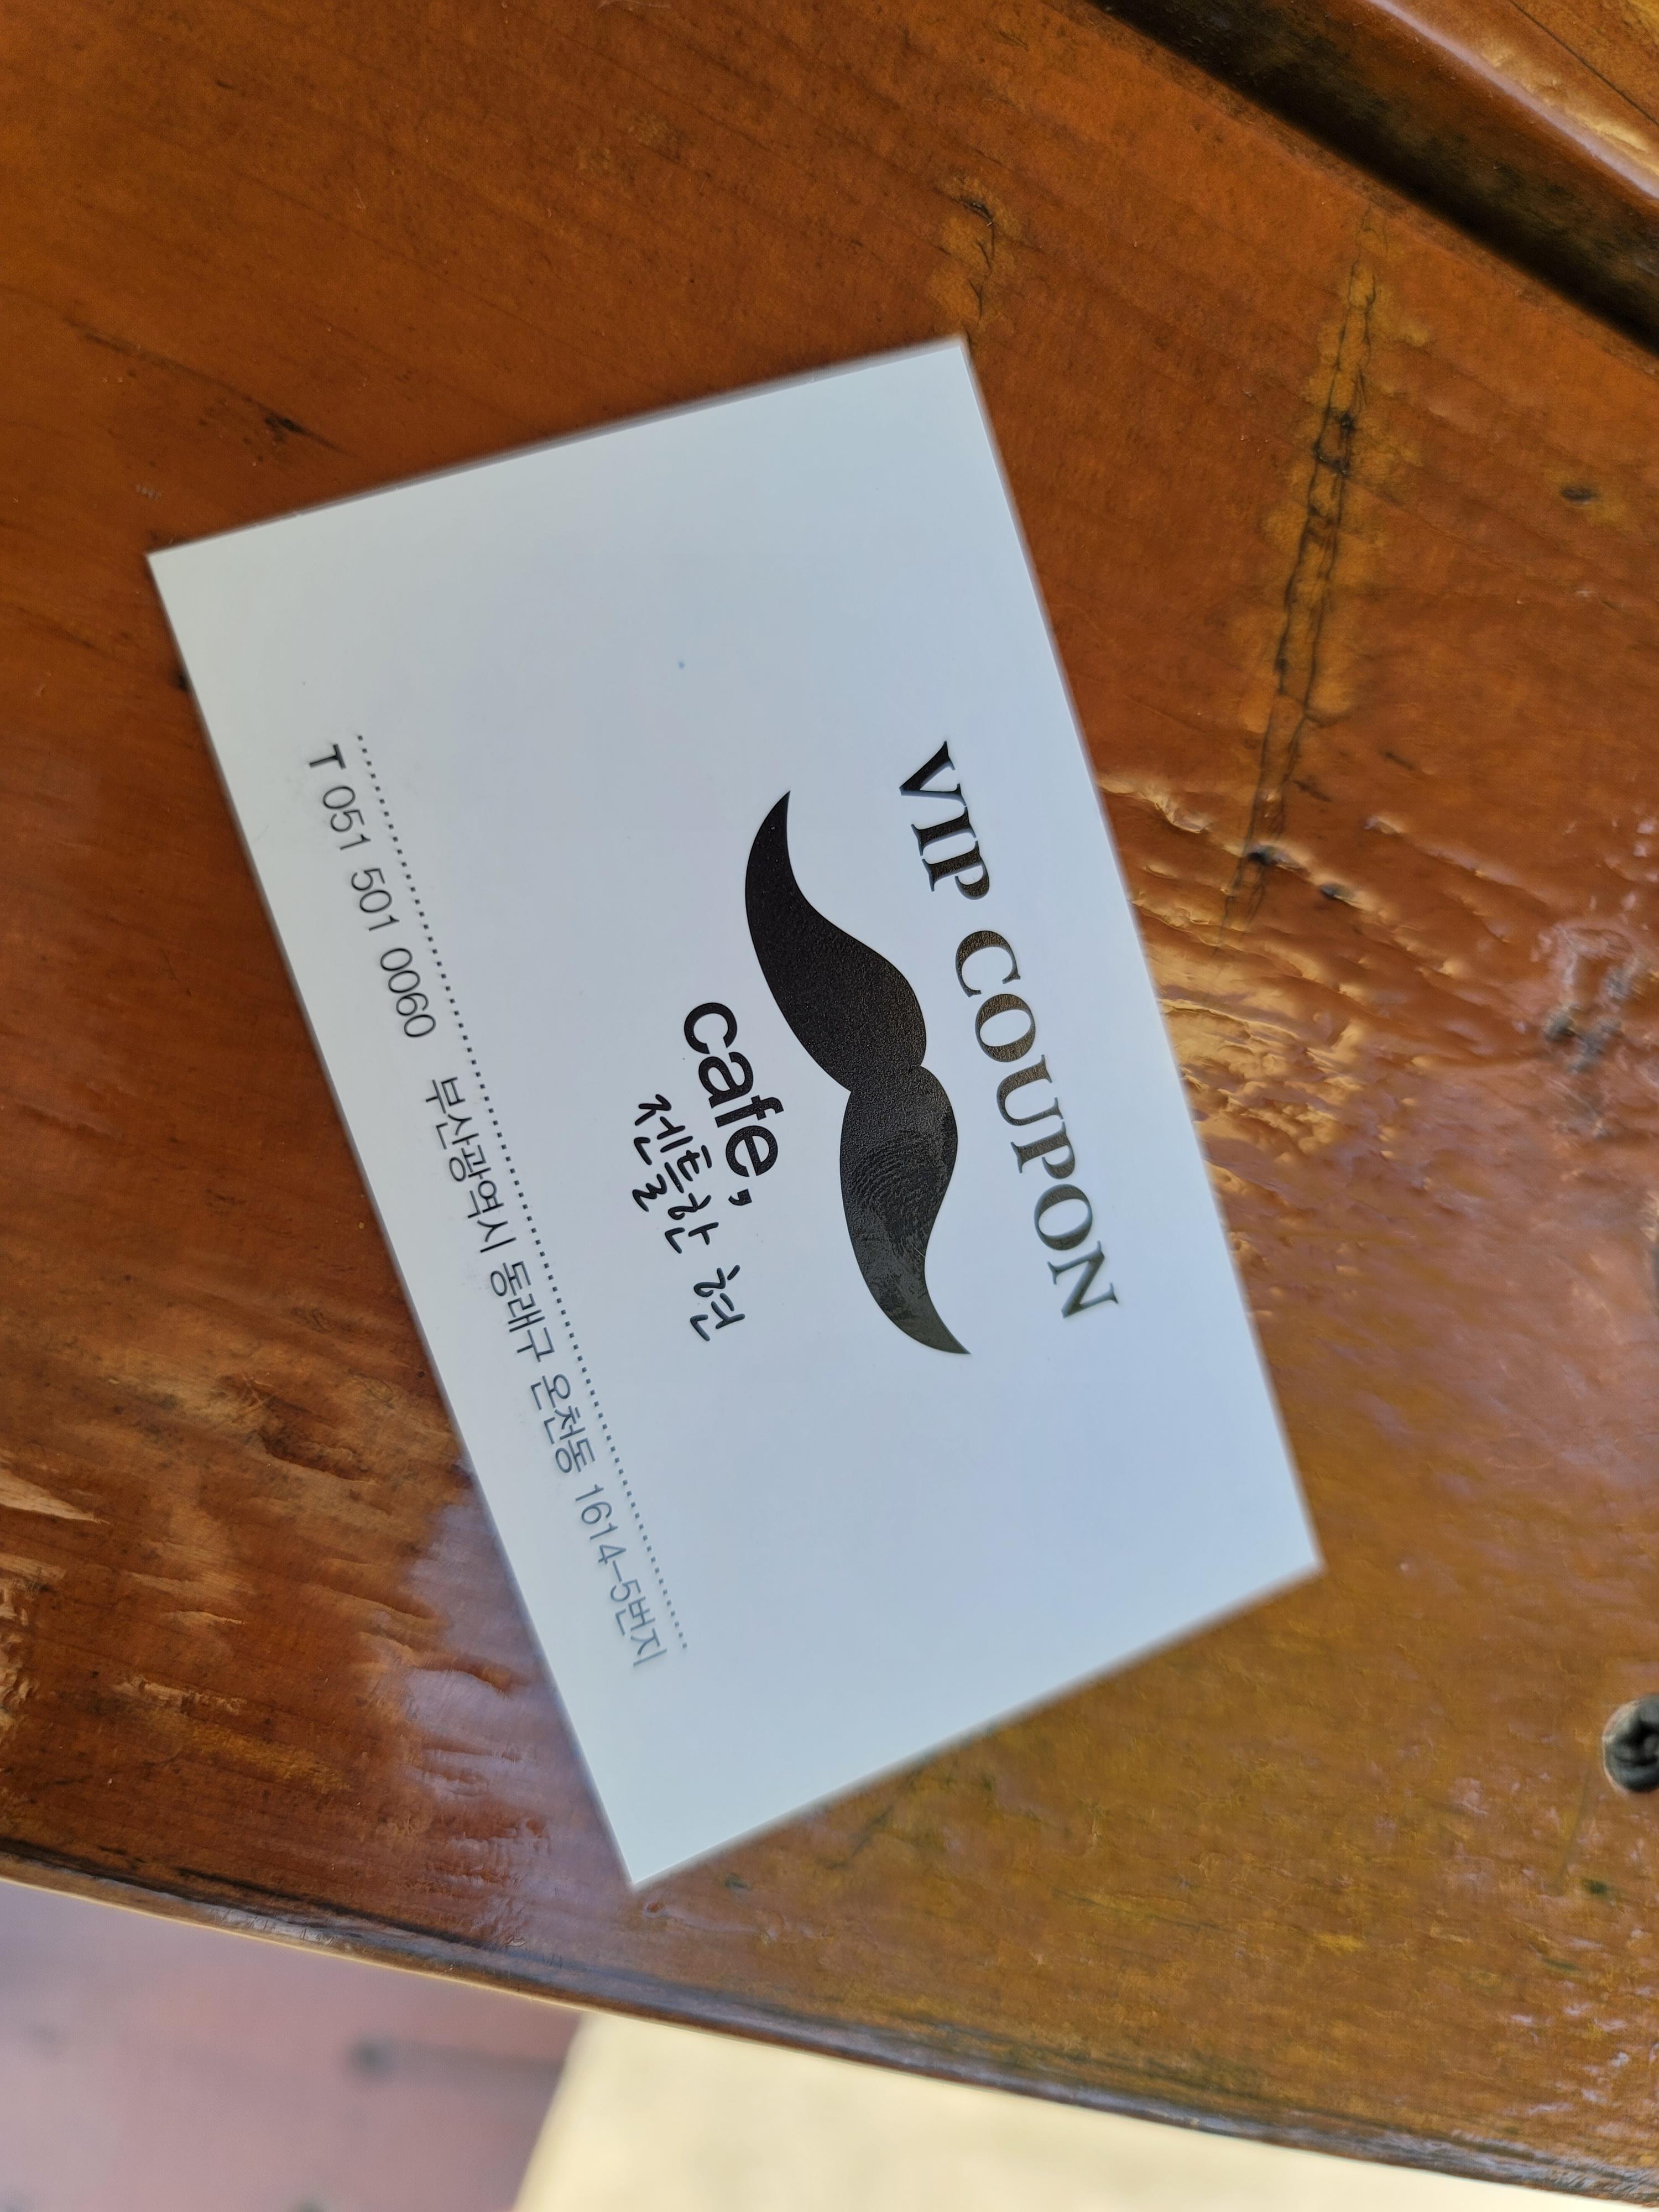 VIP COUPON
cafe,
젠틀한 현
T 051 501 0060 부산광역시 동래구 온천동 1614-5번지